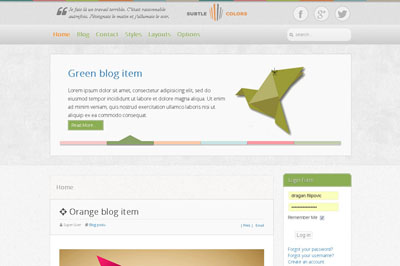 Je fais là un travail terrible. C'était raisonnable
autrefois. J'éteignais le matin et j'allumais le soir.
SUBTLE COLORS
Home Blog Contact Styles Layouts Options
search...
Green blog item
Lorem ipsum dolor sit amet, consectetur adipisicing elit, sed do
eiusmod tempor incididunt ut labore et dolore magna aliqua. Ut enim
ad minim veniam, quis nostrud exercitation ullamco laboris nisi ut
aliquip ex ea commodo consequat.
Read More...
Home
Login Form
Orange blog item
Super User Blog posts
| Print | Email
dragan filipovic
Remember Me
Log in
Forgot your password?
Forgot your username?
Create an account